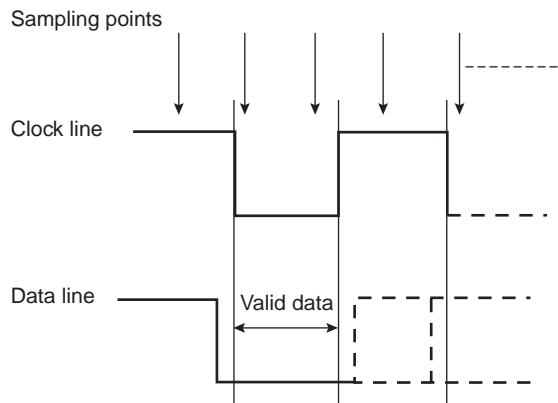 Sampling points
Clock line
Valid data
Data line